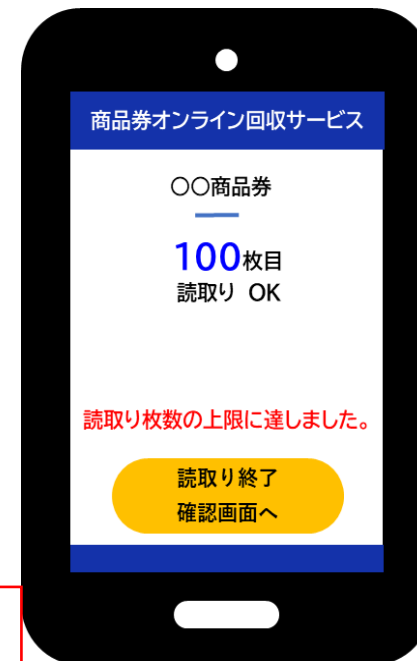 商品券オンライン回収サービス
〇〇商品券
100枚目
読取り OK
読取り枚数の上限に達しました。
読取り終了
確認画面へ